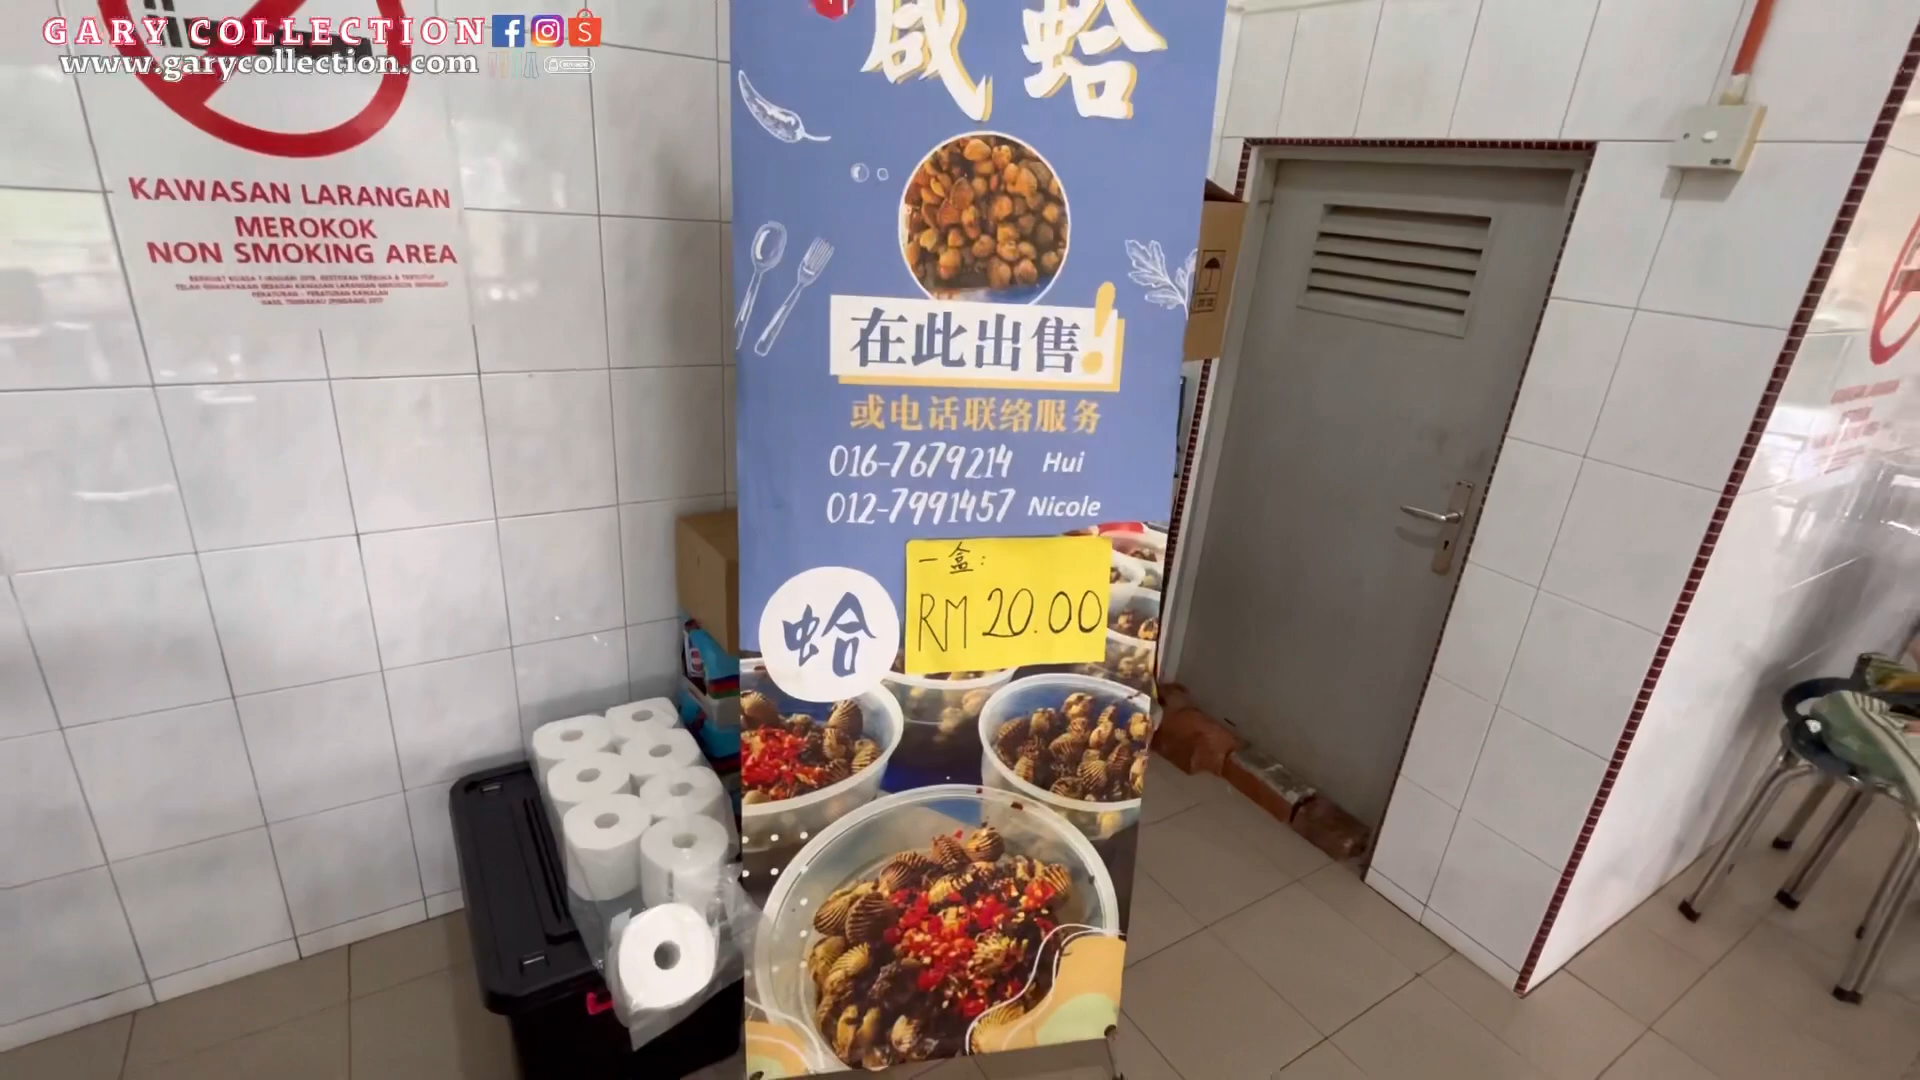 GARY COLLECTION
www.garycollection.com
KAWASAN LARANGAN
MEROKOK
NON SMOKING AREA
咸蛤
在此出售!
或电话联络服务
016-7679214 Hui
012-7991457 Nicole
一盒:
RM 20.00
蛤